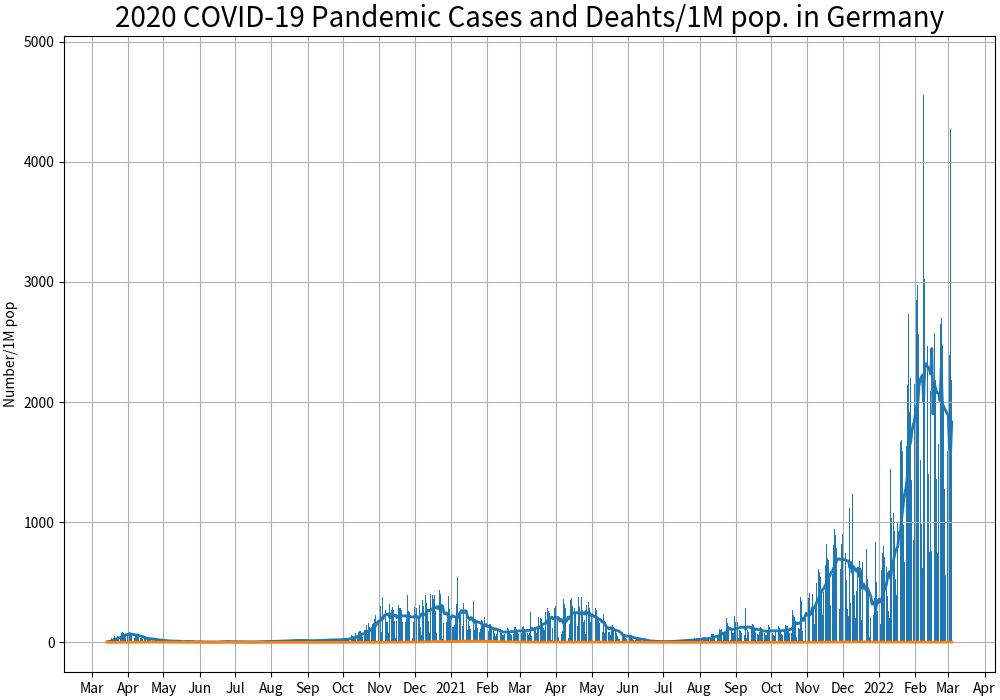 2020 COVID-19 Pandemic Cases and Deahts/1M pop. in Germany
5000
4000
3000
2000
1000
0
Number/1M pop
Mar Apr May Jun Jul Aug Sep Oct Nov Dec 2021 Feb Mar Apr May Jun Jul Aug Sep Oct Nov Dec 2022 Feb Mar Apr